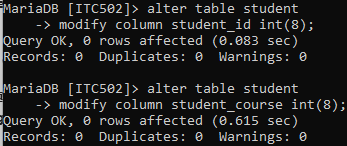 MariaDB [ITC502]> alter table student
-> modify column student_id int(8);
Query OK, 0 rows affected (0.083 sec)
Records: 0 Duplicates: 0 Warnings: 0
MariaDB [ITC502]> alter table student
-> modify column student_course int(8);
Query OK, 0 rows affected (0.615 sec)
Records: 0 Duplicates: 0 Warnings: 0